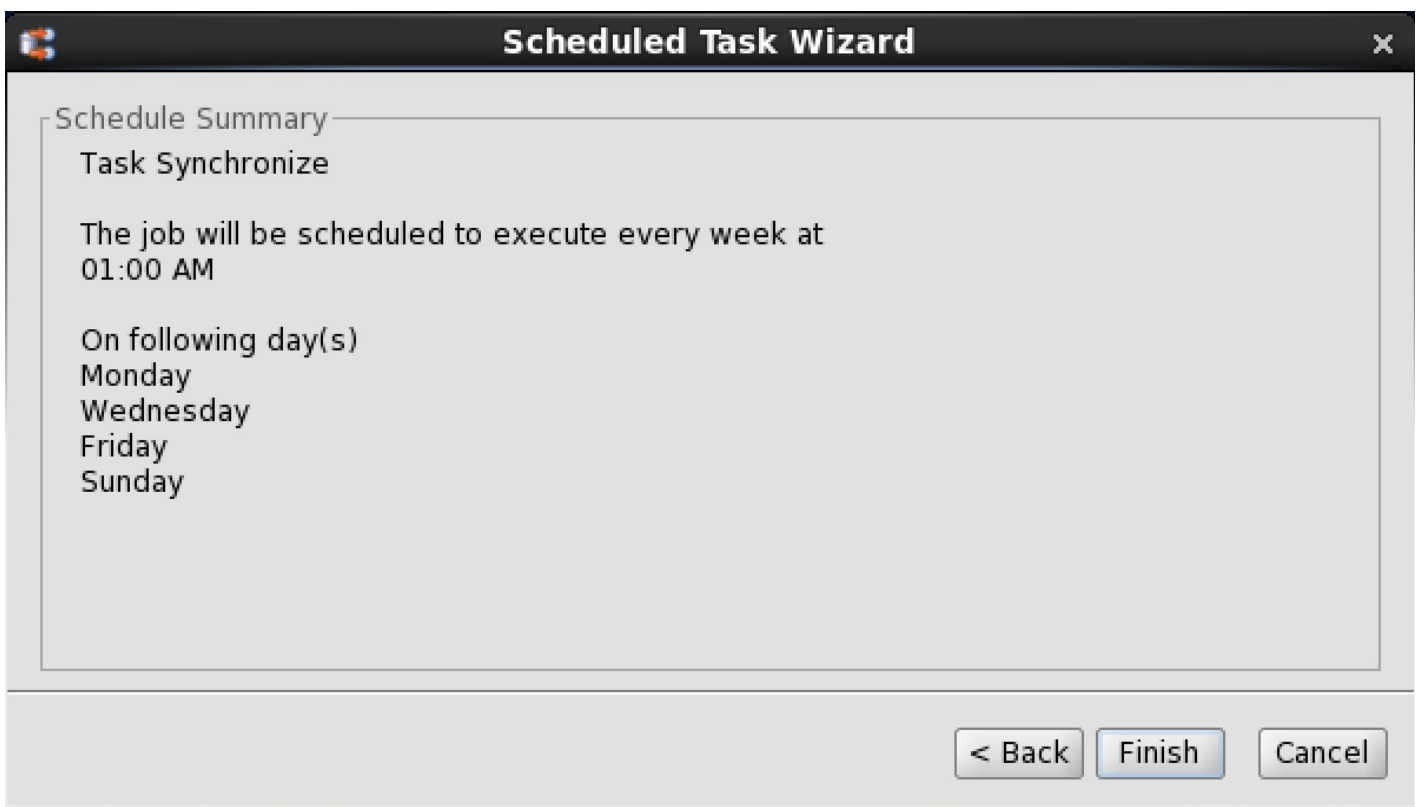 Scheduled Task Wizard
Schedule Summary
Task Synchronize
The job will be scheduled to execute every week at
01:00 AM
On following day(s)
Monday
Wednesday
Friday
Sunday
< Back Finish Cancel